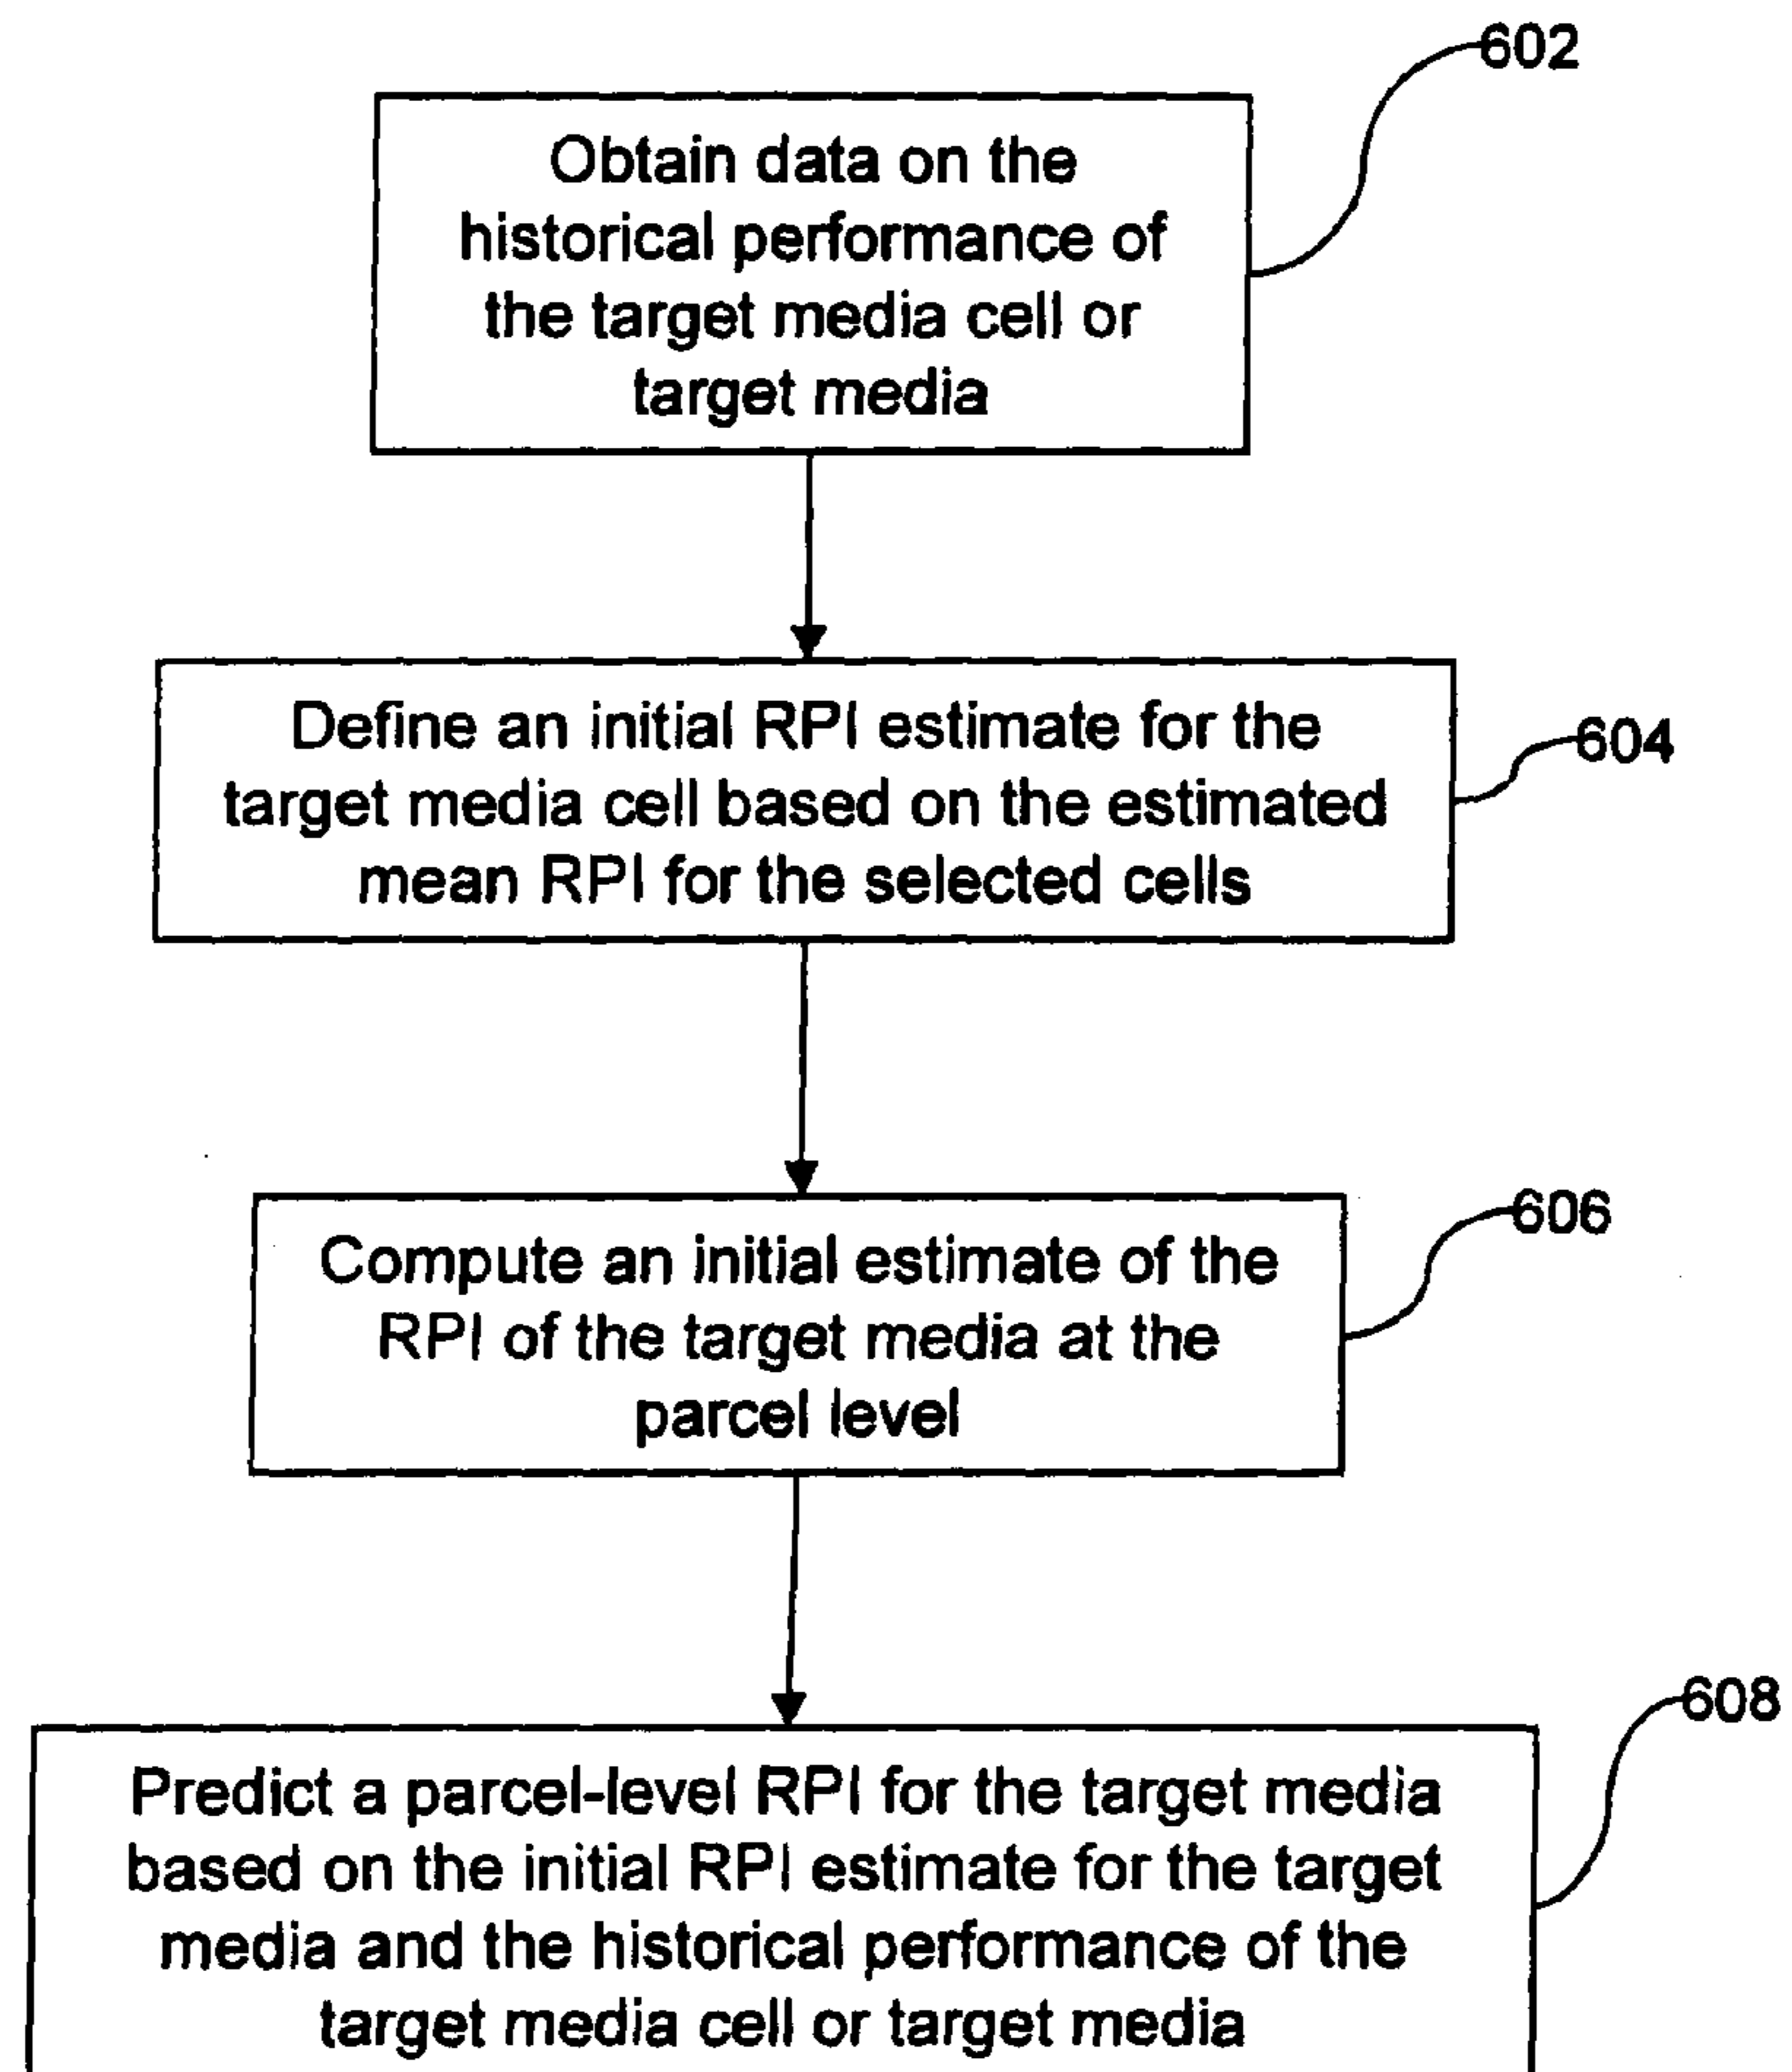 602
Obtain data on the
historical performance of
the target media cell or
target media
Define an initial RPI estimate for the
target media cell based on the estimated
mean RPI for the selected cells
604
Compute an initial estimate of the
RPI of the target media at the
parcel level
606
608
Predict a parcel-level RPI for the target media
based on the initial RPI estimate for the target
media and the historical performance of the
target media cell or target media